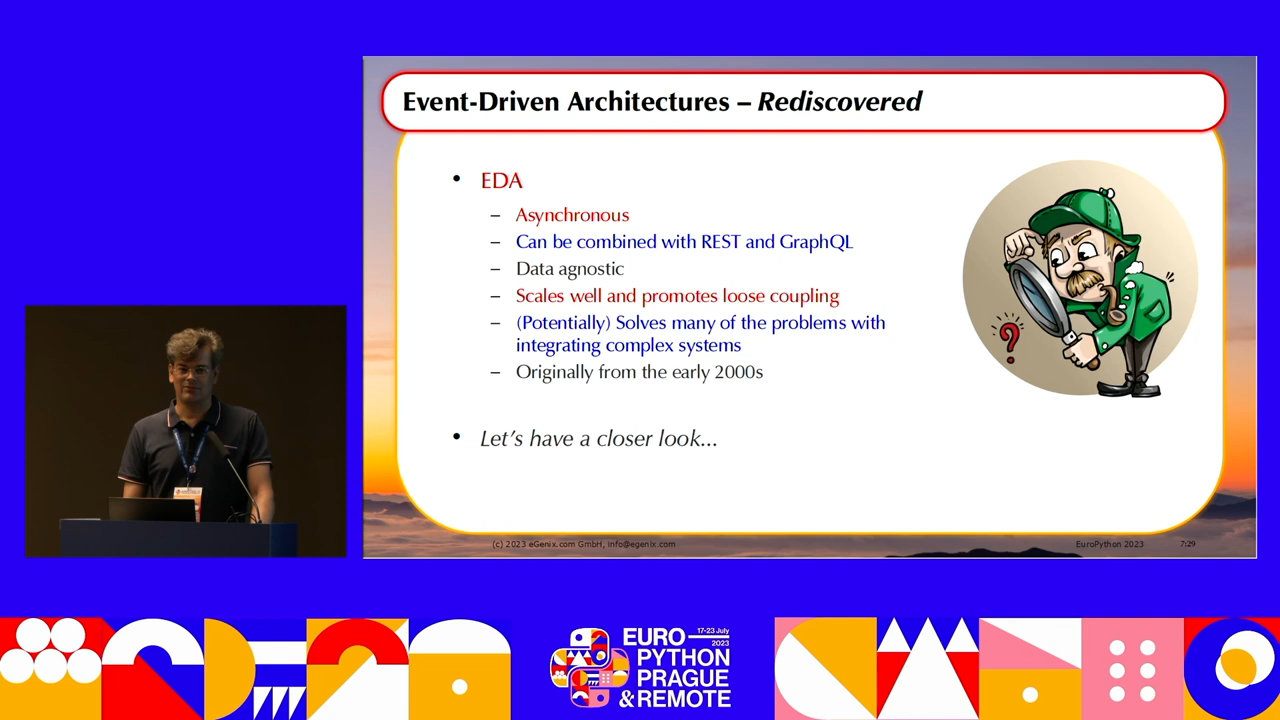 Event-Driven Architectures – Rediscovered
• EDA
– Asynchronous
– Can be combined with REST and GraphQL
– Data agnostic
– Scales well and promotes loose coupling
– (Potentially) Solves many of the problems with
integrating complex systems
– Originally from the early 2000s
• Let's have a closer look...
?
(c) 2023 eGenix.com GmbH, info@egenix.com
EuroPython 2023
7:29
EURO
17-23 July
2023
PYTHON
PRAGUE
& REMOTE